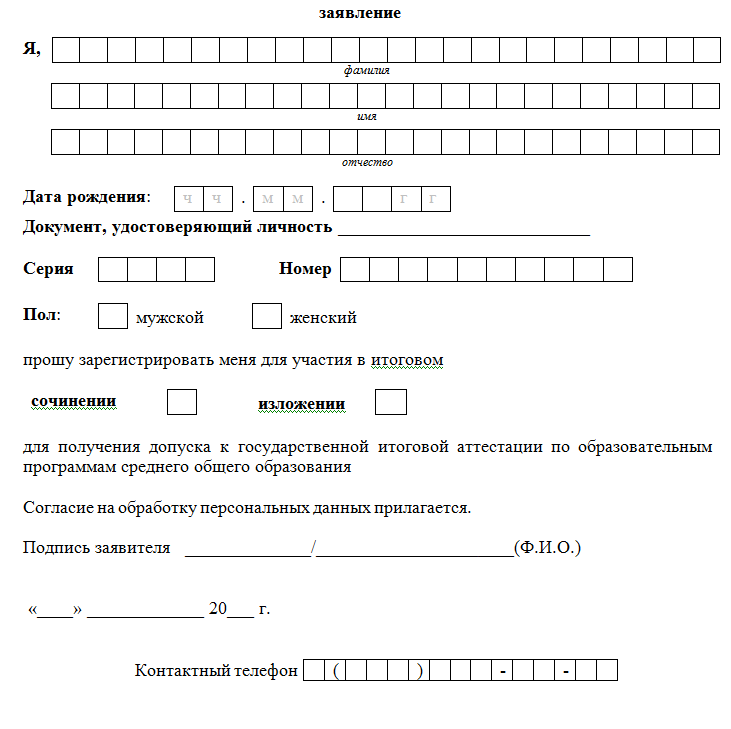 заявление
Я,
фамилия
имя
отчество
Дата рождения: ч ч . м м . г г
Документ, удостоверяющий личность ____________________________
Серия Номер
Пол: мужской женский
прошу зарегистрировать меня для участия в итоговом
сочинении изложении
для получения допуска к государственной итоговой аттестации по образовательным
программам среднего общего образования
Согласие на обработку персональных данных прилагается.
Подпись заявителя ______________/______________________(Ф.И.О.)
«____» _____________ 20___ г.
Контактный телефон ( ) - -